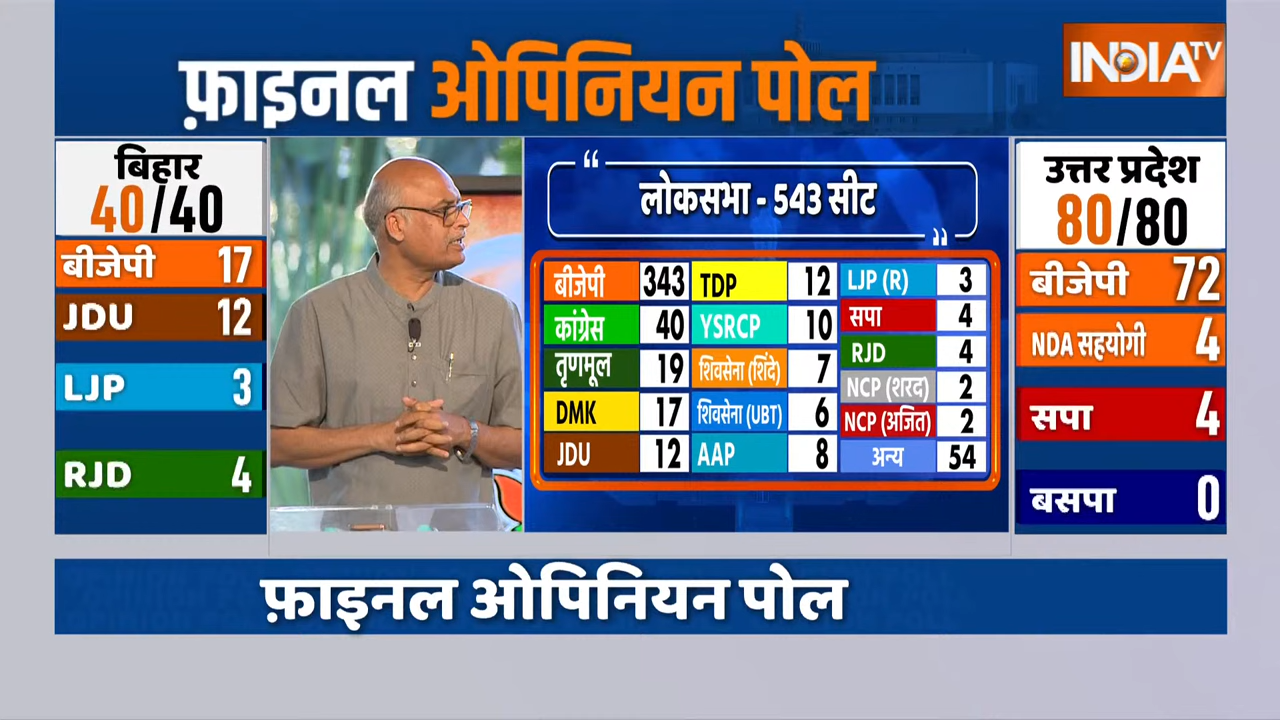 फ़ाइनल ओपिनियन पोल
INDIA TV
बिहार
40/40
बीजेपी 17
JDU 12
LJP 3
RJD 4
लोकसभा - 543 सीट
बीजेपी 343 TDP 12 LJP (R) 3
कांग्रेस 40 YSRCP 10 सपा 4
तृणमूल 19 शिवसेना (शिंदे) 7 RJD 4
DMK 17 शिवसेना (UBT) 6 NCP (शरद) 2
JDU 12 AAP 8 NCP (अजित) 2
अन्य 54
उत्तर प्रदेश
80/80
बीजेपी 72
NDA सहयोगी 4
सपा 4
बसपा 0
फ़ाइनल ओपिनियन पोल